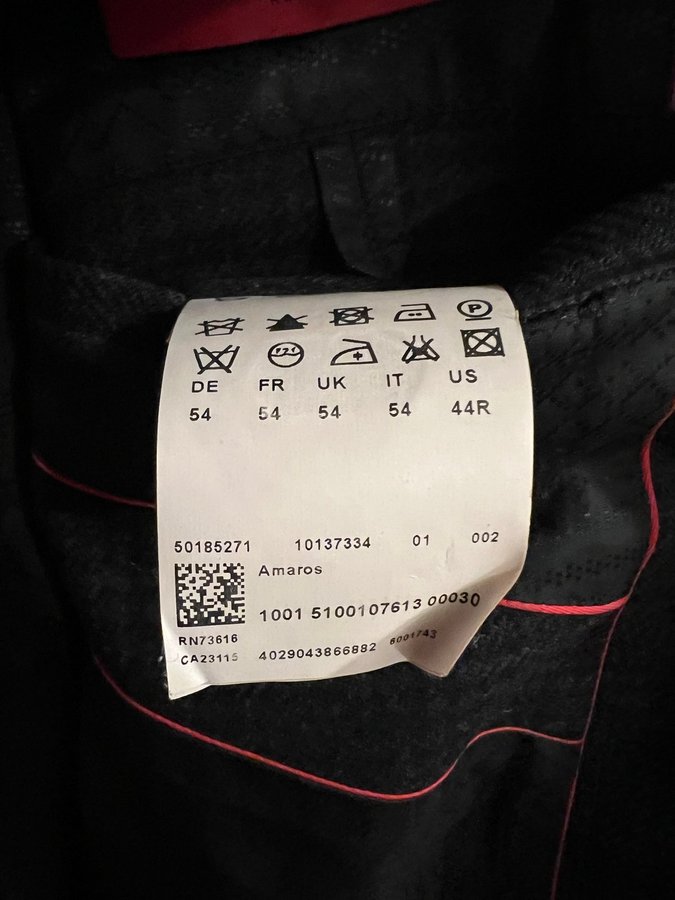 P
DE FR UK IT US
54 54 54 54 44R
50185271 10137334 01 002
Amaros
1001 5100107613 00030
RN73616
CA23115 4029043866882 6001743